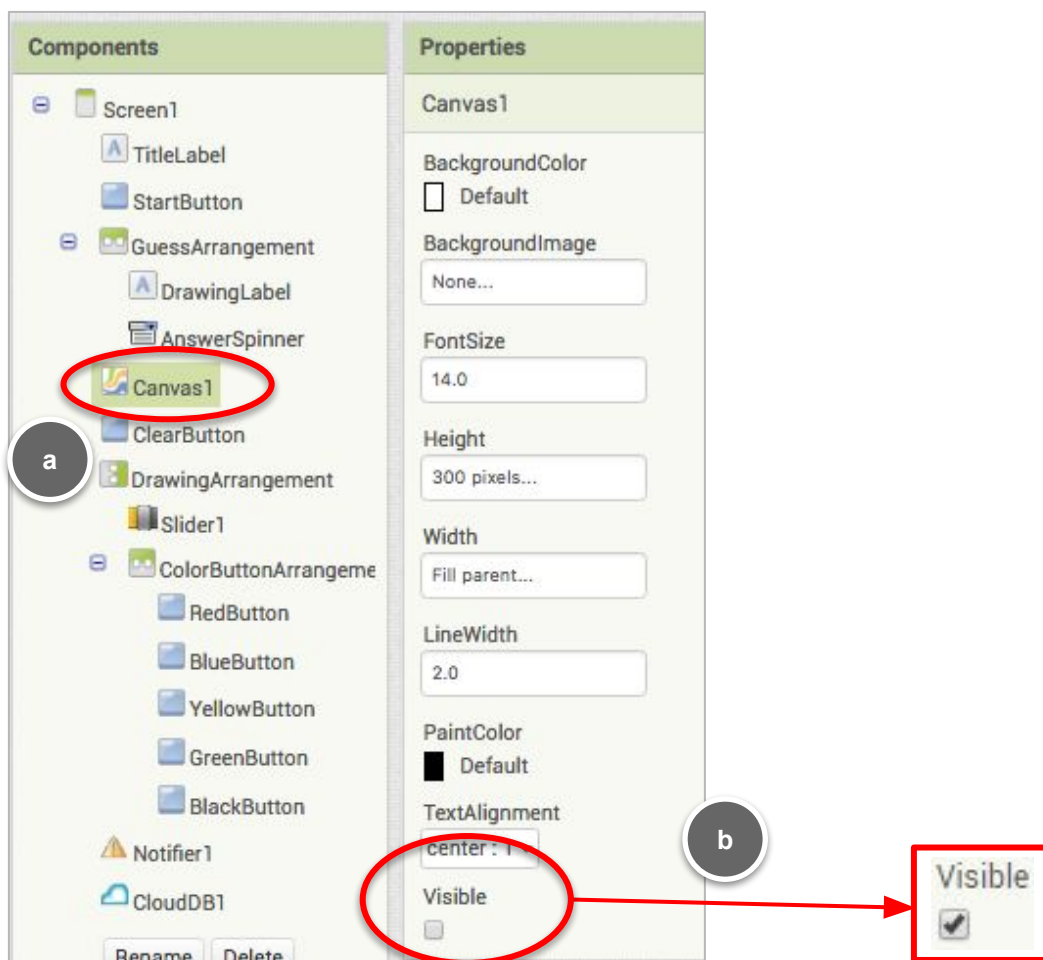 Components
Screen1
TitleLabel
StartButton
GuessArrangement
DrawingLabel
AnswerSpinner
Canvas1
ClearButton
DrawingArrangement
Slider1
ColorButtonArrangeme
RedButton
BlueButton
YellowButton
GreenButton
BlackButton
Notifier1
CloudDB1
Rename Delete
a
Properties
Canvas1
BackgroundColor
Default
BackgroundImage
None...
FontSize
14.0
Height
300 pixels...
Width
Fill parent...
LineWidth
2.0
PaintColor
Default
TextAlignment
center : 1
Visible
b
Visible